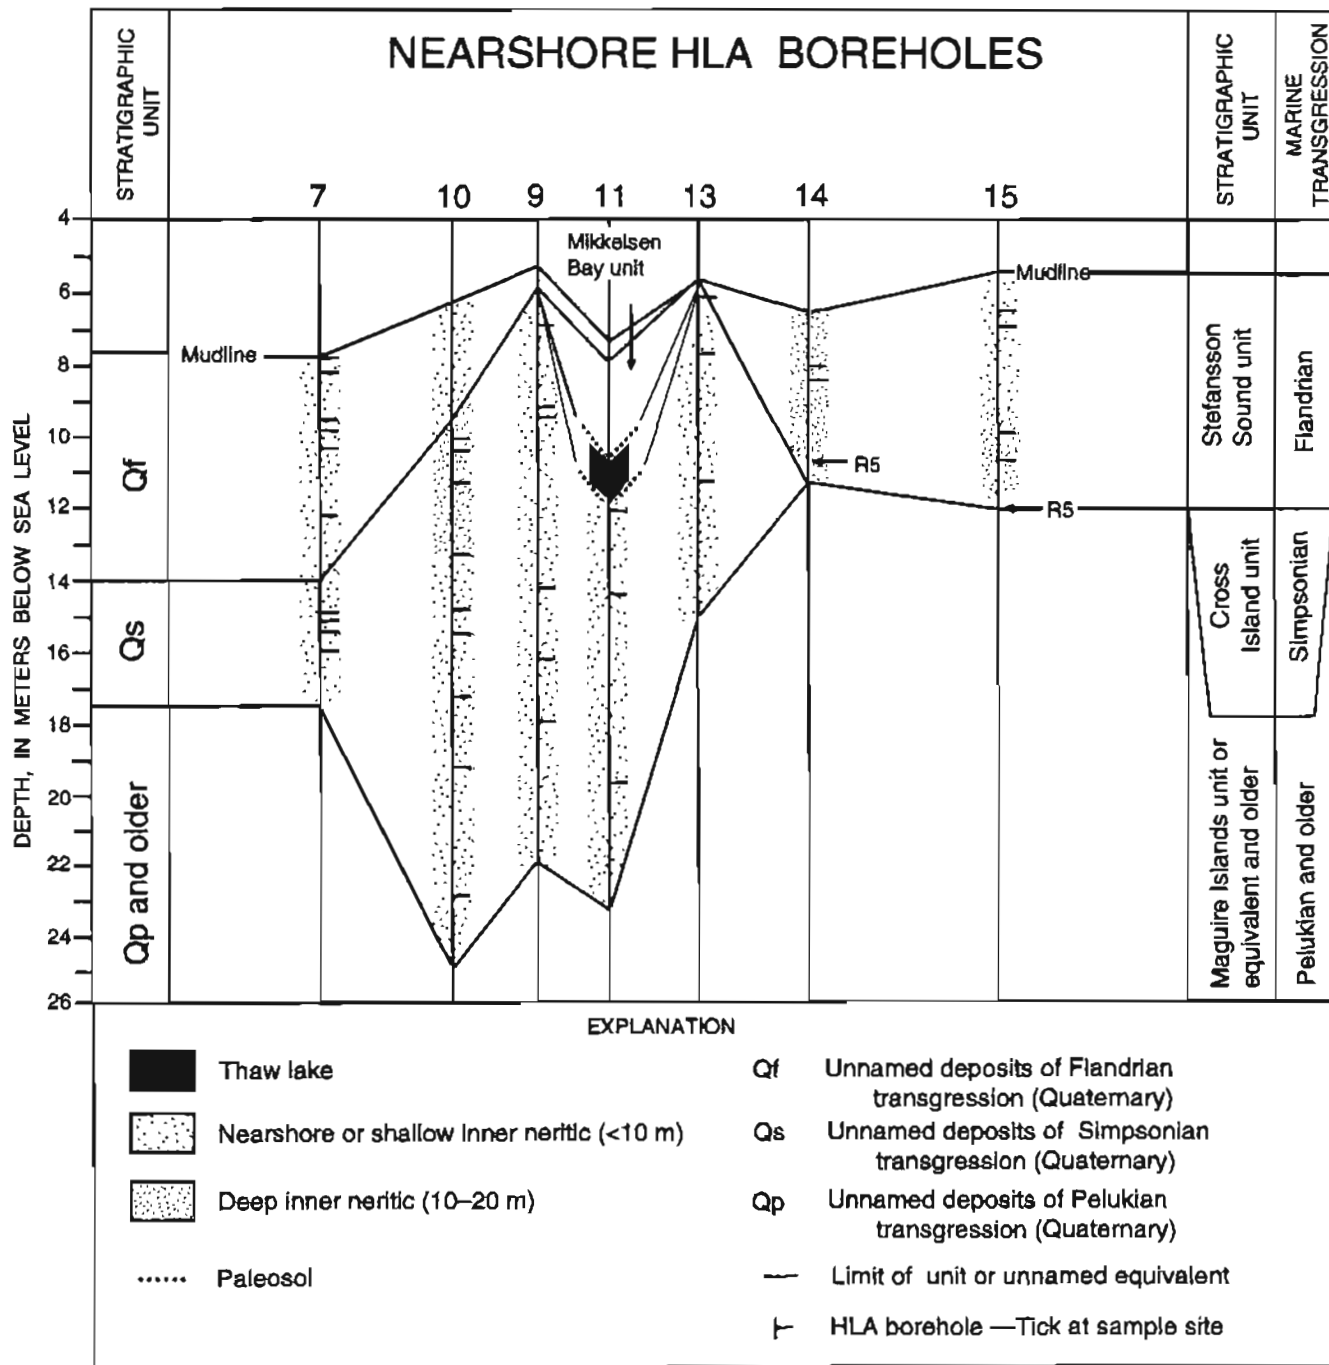 NEARSHORE HLA BOREHOLES
STRATIGRAPHIC
UNIT
STRATIGRAPHIC
UNIT
MARINE
TRANSGRESSION
7 10 9 11 13 14 15
DEPTH, IN METERS BELOW SEA LEVEL
4
6
8
10
12
14
16
18
20
22
24
26
Qf
Qs
Qp and older
Mudline
Mikkelsen
Bay unit
Mudline
R5
R5
Stefansson
Sound unit
Flandrian
Cross
Island unit
Simpsonian
Maguire Islands unit or
equivalent and older
Pelukian and older
EXPLANATION
Thaw lake
Nearshore or shallow inner neritic (<10 m)
Deep inner neritic (10–20 m)
Paleosol
Qf Unnamed deposits of Flandrian
transgression (Quaternary)
Qs Unnamed deposits of Simpsonian
transgression (Quaternary)
Qp Unnamed deposits of Pelukian
transgression (Quaternary)
Limit of unit or unnamed equivalent
HLA borehole —Tick at sample site